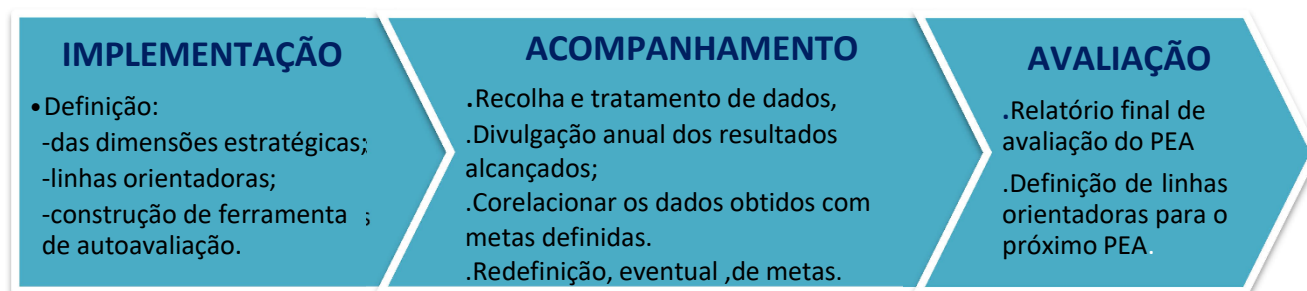 IMPLEMENTAÇÃO
•Definição:
-das dimensões estratégicas;
-linhas orientadoras;
-construção de ferramenta s
de autoavaliação.
ACOMPANHAMENTO
.Recolha e tratamento de dados,
.Divulgação anual dos resultados
alcançados;
.Corelacionar os dados obtidos com
metas definidas.
.Redefinição, eventual ,de metas.
AVALIAÇÃO
.Relatório final de
avaliação do PEA
.Definição de linhas
orientadoras para o
próximo PEA.